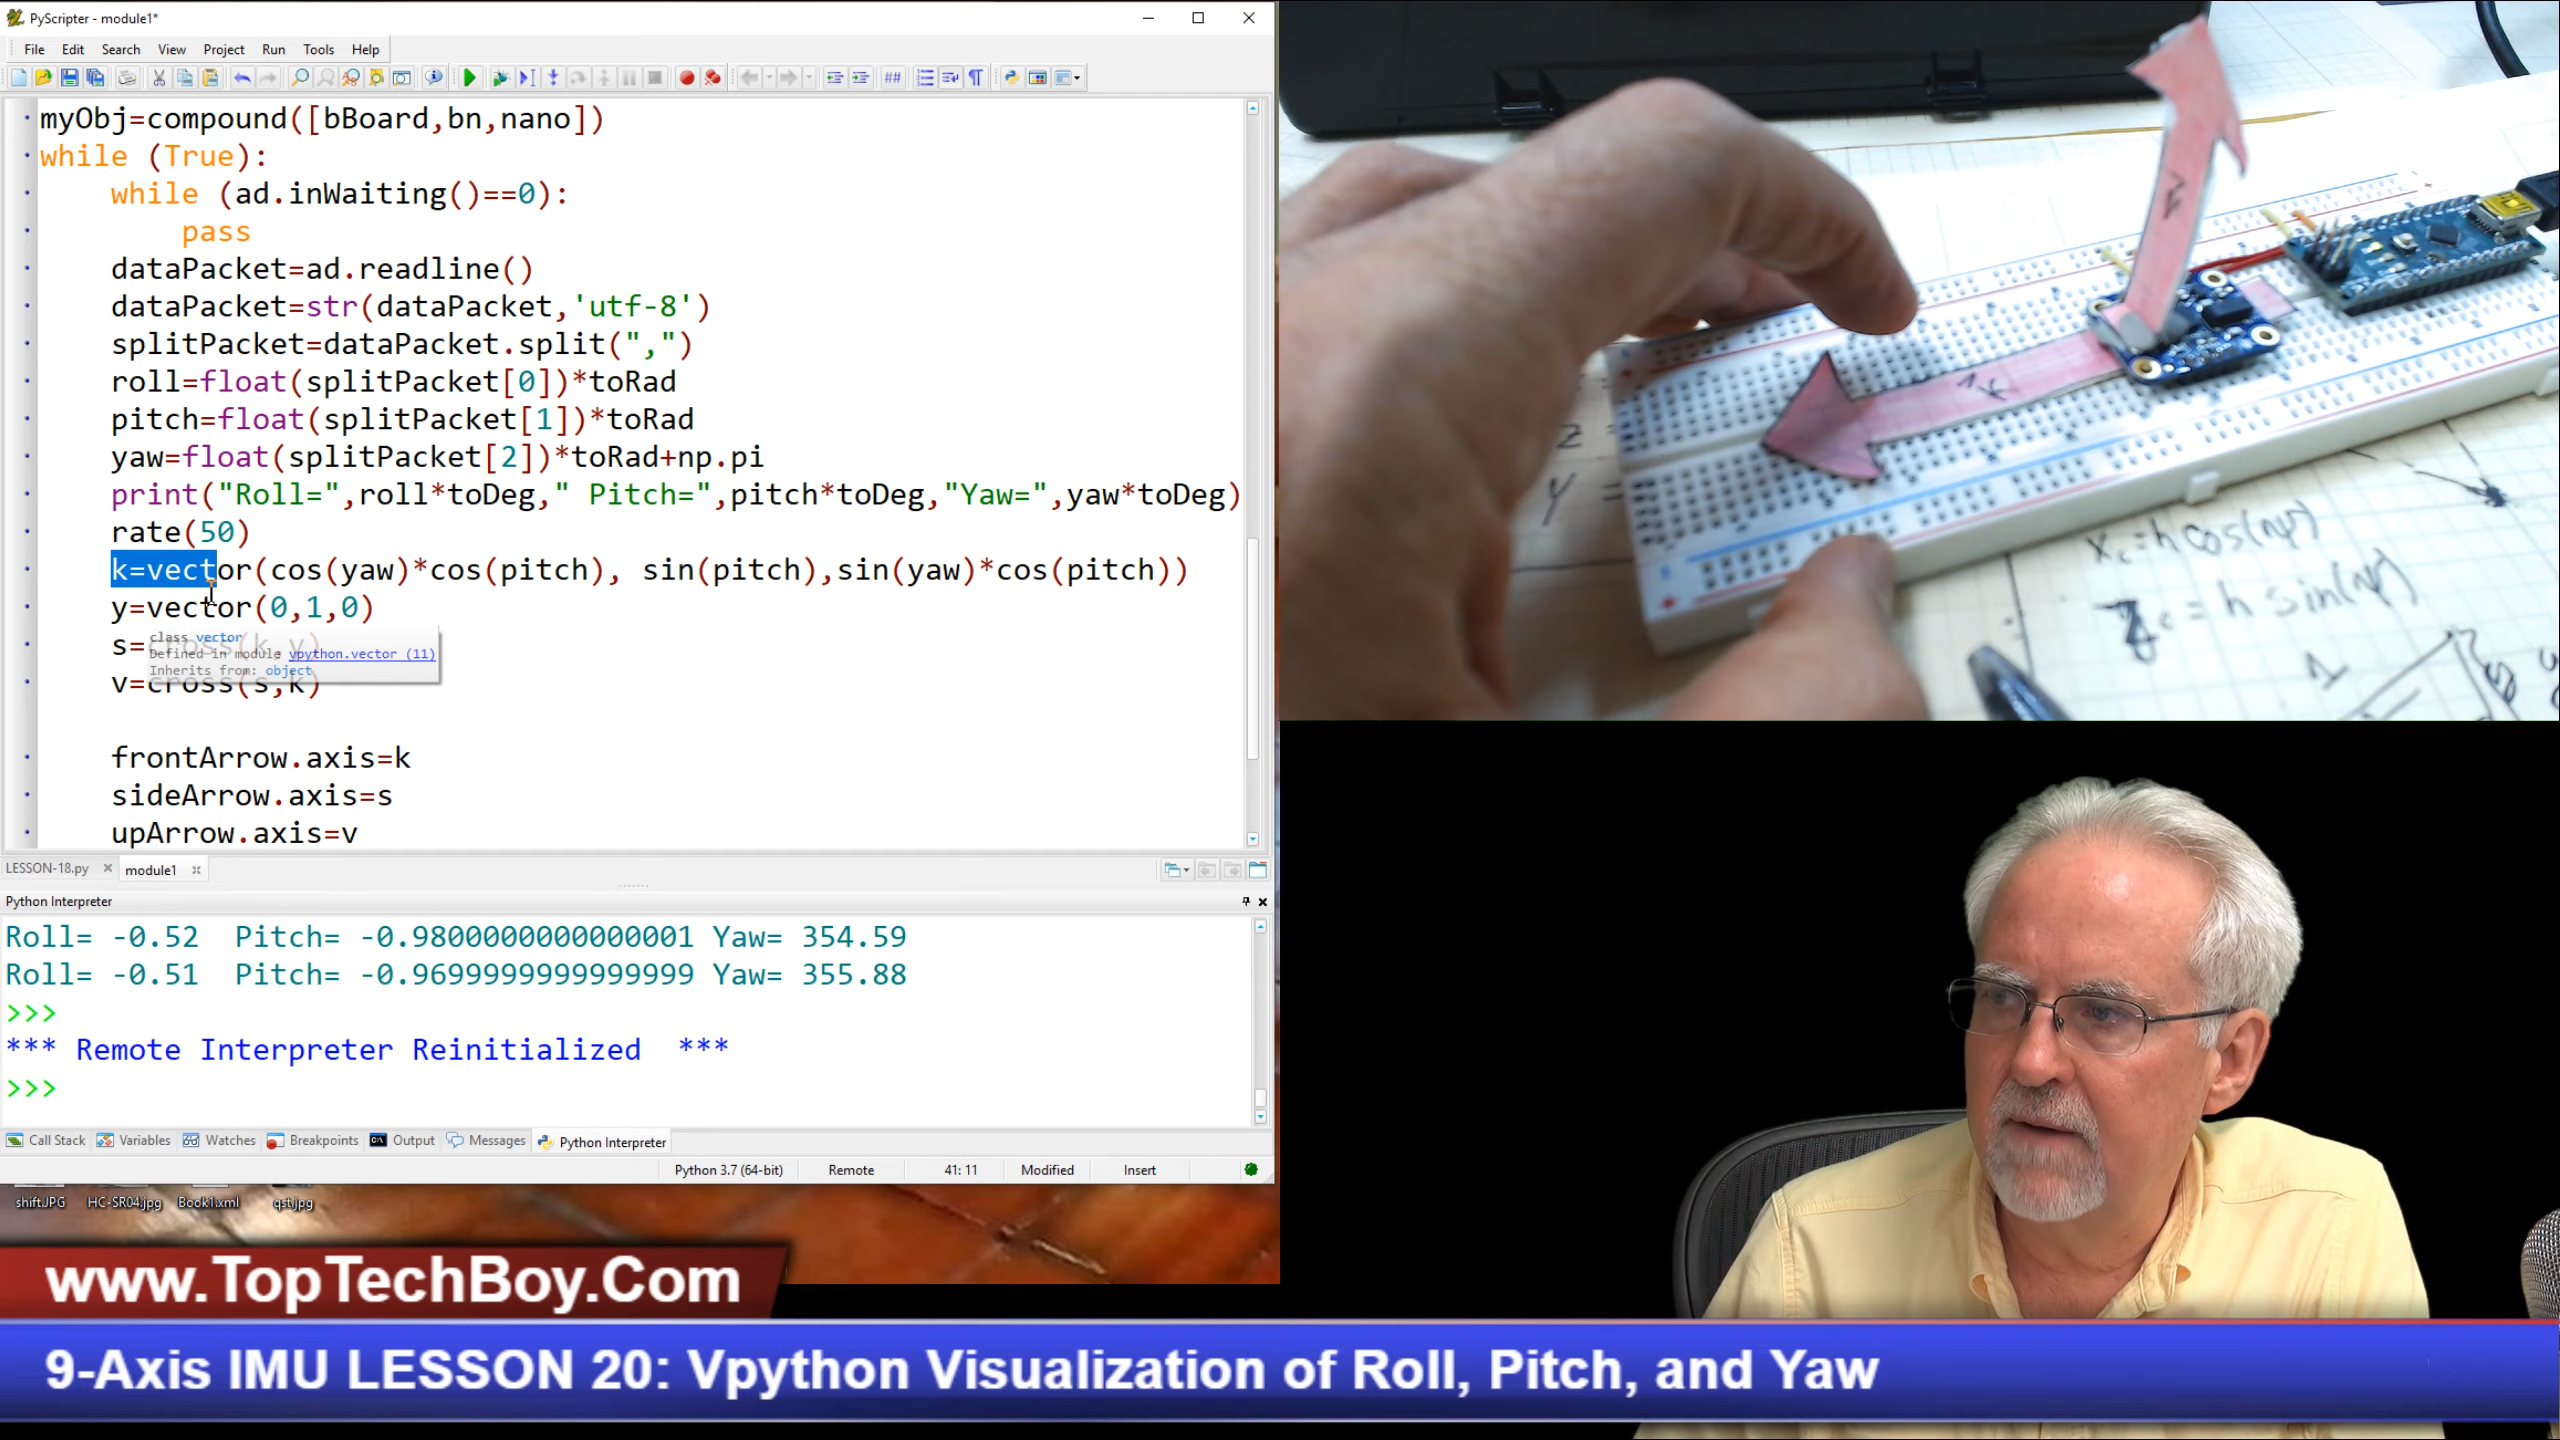 PyScripter - module1*
File Edit Search View Project Run Tools Help
myObj=compound([bBoard,bn,nano])
while (True):
while (ad.inWaiting()==0):
pass
dataPacket=ad.readline()
dataPacket=str(dataPacket,'utf-8')
splitPacket=dataPacket.split(",")
roll=float(splitPacket[0])*toRad
pitch=float(splitPacket[1])*toRad
yaw=float(splitPacket[2])*toRad+np.pi
print("Roll=",roll*toDeg," Pitch=",pitch*toDeg,"Yaw=",yaw*toDeg)
rate(50)
k=vector(cos(yaw)*cos(pitch), sin(pitch),sin(yaw)*cos(pitch))
y=vector(0,1,0)
s=cross(k,y)
class vector
Defined in module vpython.vector (11)
Inherits from: object
v=cross(s,k)
frontArrow.axis=k
sideArrow.axis=s
upArrow.axis=v
LESSON-18.py module1
Python Interpreter
Roll= -0.52 Pitch= -0.9800000000000001 Yaw= 354.59
Roll= -0.51 Pitch= -0.9699999999999999 Yaw= 355.88
>>>
*** Remote Interpreter Reinitialized ***
>>>
Call Stack Variables Watches Breakpoints Output Messages Python Interpreter
Python 3.7 (64-bit) Remote 41: 11 Modified Insert
shift.JPG HC-SR04.jpg Book1.xml qst.jpg
Z =
Y =
www.TopTechBoy.Com
9-Axis IMU LESSON 20: Vpython Visualization of Roll, Pitch, and Yaw